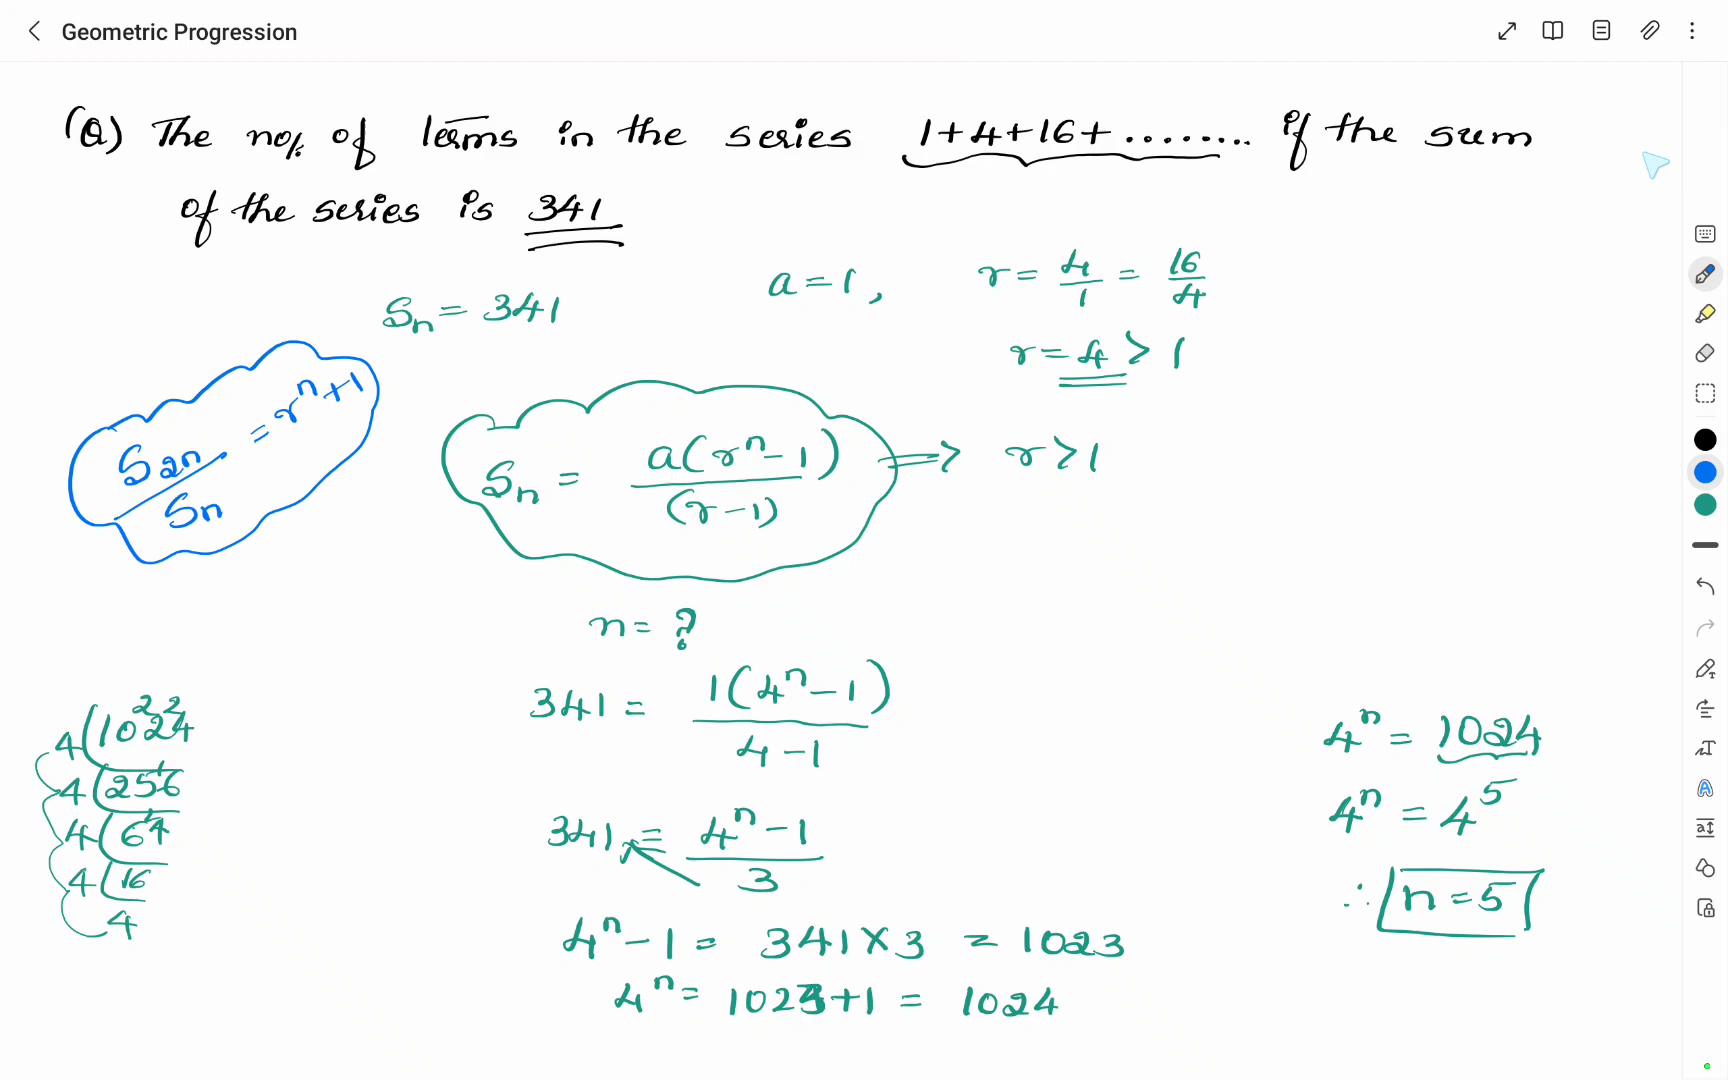 Geometric Progression
(Q) The no. of terms in the series 1+4+16+........ if the sum
of the series is 341
a=1, r = 4/1 = 16/4
Sn = 341
r = 4 > 1
S2n/Sn = r^n+1
Sn = a(r^n-1)/(r-1) ⟹ r>1
n = ?
341 = 1(4^n-1)/4-1
341 = 4^n-1/3
4^n-1 = 341×3 = 1023
4^n = 1023+1 = 1024
4(1024
4(256
4(64
4(16
4
4^n = 1024
4^n = 4^5
∴ n=5